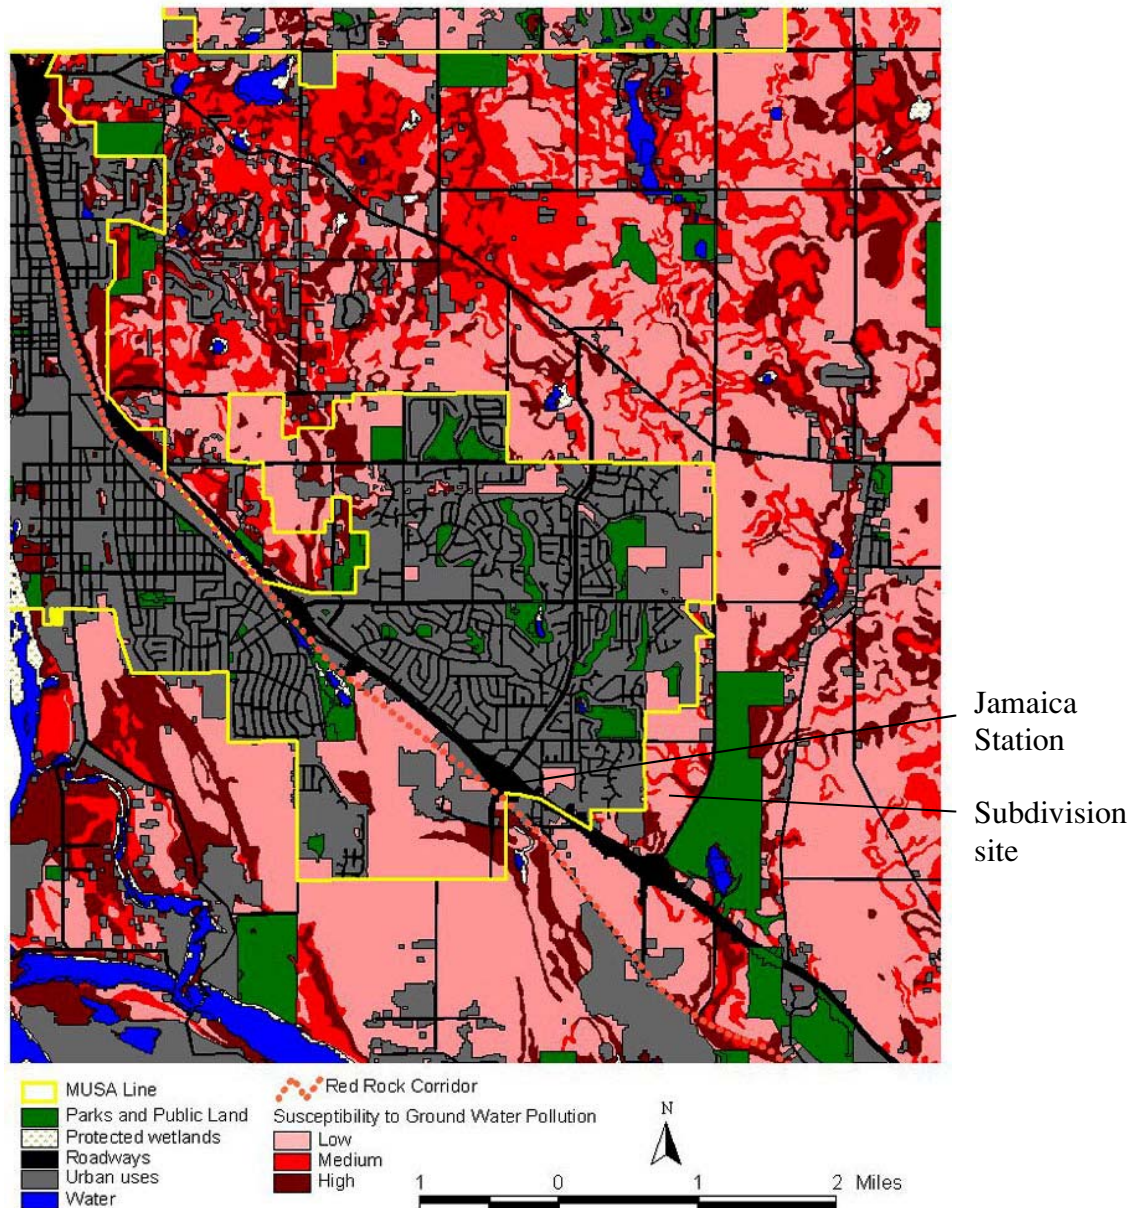 Jamaica
Station
Subdivision
site
MUSA Line
Parks and Public Land
Protected wetlands
Roadways
Urban uses
Water
Red Rock Corridor
Susceptibility to Ground Water Pollution
Low
Medium
High
N
1 0 1 2 Miles